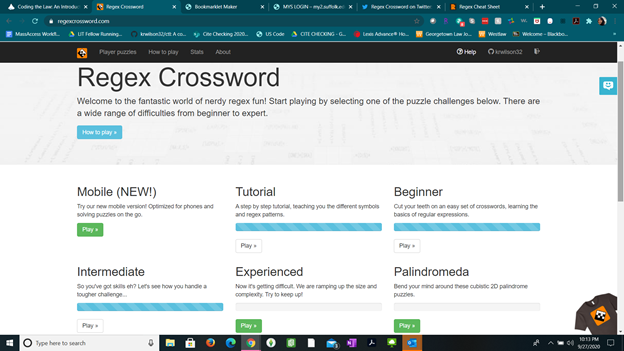 Coding the Law: An Introdu
Regex Crossword
Bookmarklet Maker
MYS LOGIN – my2.suffolk.e
Regex Crossword on Twitter
Regex Cheat Sheet
regexcrossword.com
MassAccess Workf...
LIT Fellow Running...
krwilson32/ctl: A co...
Cite Checking 2020...
US Code
CITE CHECKING - G...
Lexis Advance® Ho...
Georgetown Law Jo...
Westlaw
Welcome – Blackbo...
Player puzzles
How to play
Stats
About
Help
krwilson32
Regex Crossword
Welcome to the fantastic world of nerdy regex fun! Start playing by selecting one of the puzzle challenges below. There are
a wide range of difficulties from beginner to expert.
How to play »
Mobile (NEW!)
Try our new mobile version! Optimized for phones and
solving puzzles on the go.
Play »
Tutorial
A step by step tutorial, teaching you the different symbols
and regex patterns.
Play »
Beginner
Cut your teeth on an easy set of crosswords, learning the
basics of regular expressions.
Play »
Intermediate
So you've got skills eh? Let's see how you handle a
tougher challenge...
Play »
Experienced
Now it's getting difficult. We are ramping up the size and
complexity. Try to keep up!
Play »
Palindromeda
Bend your mind around these cubistic 2D palindrome
puzzles.
Play »
Type here to search
10:13 PM
9/27/2020